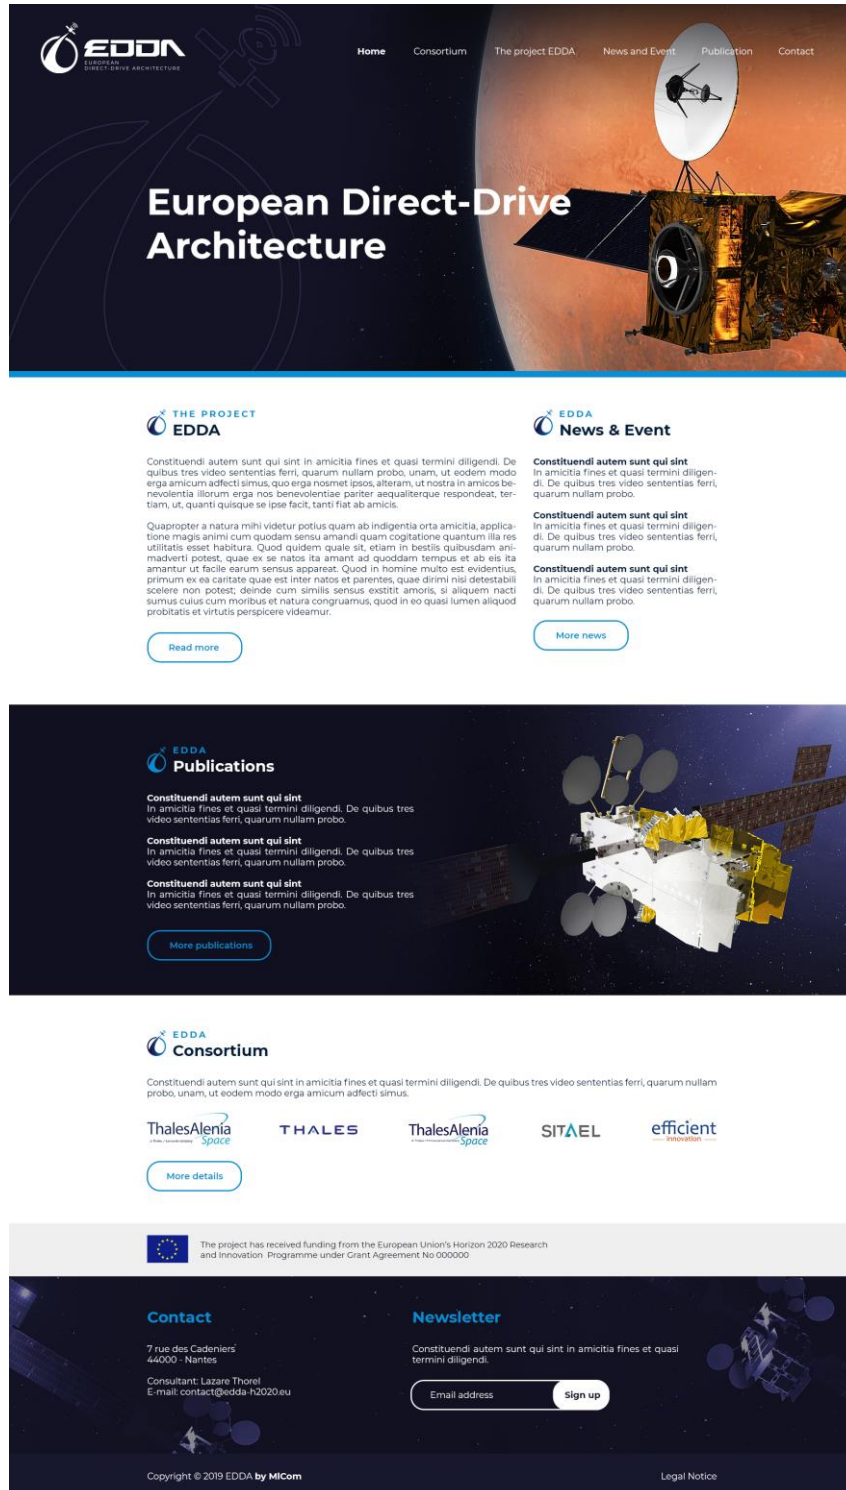 EDDA
EUROPEAN
DIRECT-DRIVE ARCHITECTURE
Home Consortium The project EDDA News and Event Publication Contact
European Direct-Drive
Architecture
THE PROJECT
EDDA
Constituendi autem sunt qui sint in amicitia fines et quasi termini diligendi. De
quibus tres video sententias ferri, quarum nullam probo, unam, ut eodem modo
erga amicum adfecti simus, quo erga nosmet ipsos, alteram, ut nostra in amicos be-
nevolentia illorum erga nos benevolentiae pariter aequaliterque respondeat, ter-
tiam, ut, quanti quisque se ipse facit, tanti fiat ab amicis.
Quapropter a natura mihi videtur potius quam ab indigentia orta amicitia, applica-
tione magis animi cum quodam sensu amandi quam cogitatione quantum illa res
utilitatis esset habitura. Quod quidem quale sit, etiam in bestiis quibusdam ani-
madverti potest, quae ex se natos ita amant ad quoddam tempus et ab eis ita
amantur ut facile earum sensus appareat. Quod in homine multo est evidentius,
primum ex ea caritate quae est inter natos et parentes, quae dirimi nisi detestabili
scelere non potest; deinde cum similis sensus exstitit amoris, si aliquem nacti
sumus cuius cum moribus et natura congruamus, quod in eo quasi lumen aliquod
probitatis et virtutis perspicere videamur.
Read more
EDDA
News & Event
Constituendi autem sunt qui sint
In amicitia fines et quasi termini diligen-
di. De quibus tres video sententias ferri,
quarum nullam probo.
Constituendi autem sunt qui sint
In amicitia fines et quasi termini diligen-
di. De quibus tres video sententias ferri,
quarum nullam probo.
Constituendi autem sunt qui sint
In amicitia fines et quasi termini diligen-
di. De quibus tres video sententias ferri,
quarum nullam probo.
More news
EDDA
Publications
Constituendi autem sunt qui sint
In amicitia fines et quasi termini diligendi. De quibus tres
video sententias ferri, quarum nullam probo.
Constituendi autem sunt qui sint
In amicitia fines et quasi termini diligendi. De quibus tres
video sententias ferri, quarum nullam probo.
Constituendi autem sunt qui sint
In amicitia fines et quasi termini diligendi. De quibus tres
video sententias ferri, quarum nullam probo.
More publications
EDDA
Consortium
Constituendi autem sunt qui sint in amicitia fines et quasi termini diligendi. De quibus tres video sententias ferri, quarum nullam
probo, unam, ut eodem modo erga amicum adfecti simus.
ThalesAlenia
Space
THALES
ThalesAlenia
Space
SITAEL
efficient
innovation
More details
The project has received funding from the European Union's Horizon 2020 Research
and Innovation Programme under Grant Agreement No 000000
Contact
7 rue des Cadeniers
44000 - Nantes
Consultant: Lazare Thorel
E-mail: contact@edda-h2020.eu
Newsletter
Constituendi autem sunt qui sint in amicitia fines et quasi
termini diligendi.
Email address Sign up
Copyright © 2019 EDDA by MlCom Legal Notice